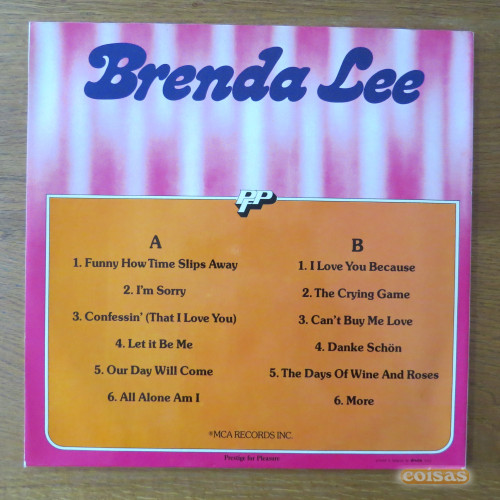 Brenda Lee
PFP
A
1. Funny How Time Slips Away
2. I'm Sorry
3. Confessin' (That I Love You)
4. Let it Be Me
5. Our Day Will Come
6. All Alone Am I
B
1. I Love You Because
2. The Crying Game
3. Can't Buy Me Love
4. Danke Schön
5. The Days Of Wine And Roses
6. More
℗MCA RECORDS INC.
Prestige for Pleasure
coisas